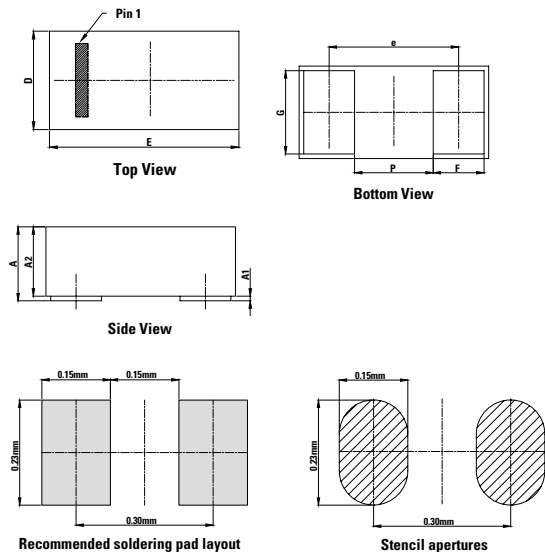 Pin 1
D
E
Top View
e
G
P
F
Bottom View
A
A2
A1
Side View
0.15mm
0.15mm
0.23mm
0.30mm
Recommended soldering pad layout
0.15mm
0.23mm
0.30mm
Stencil apertures